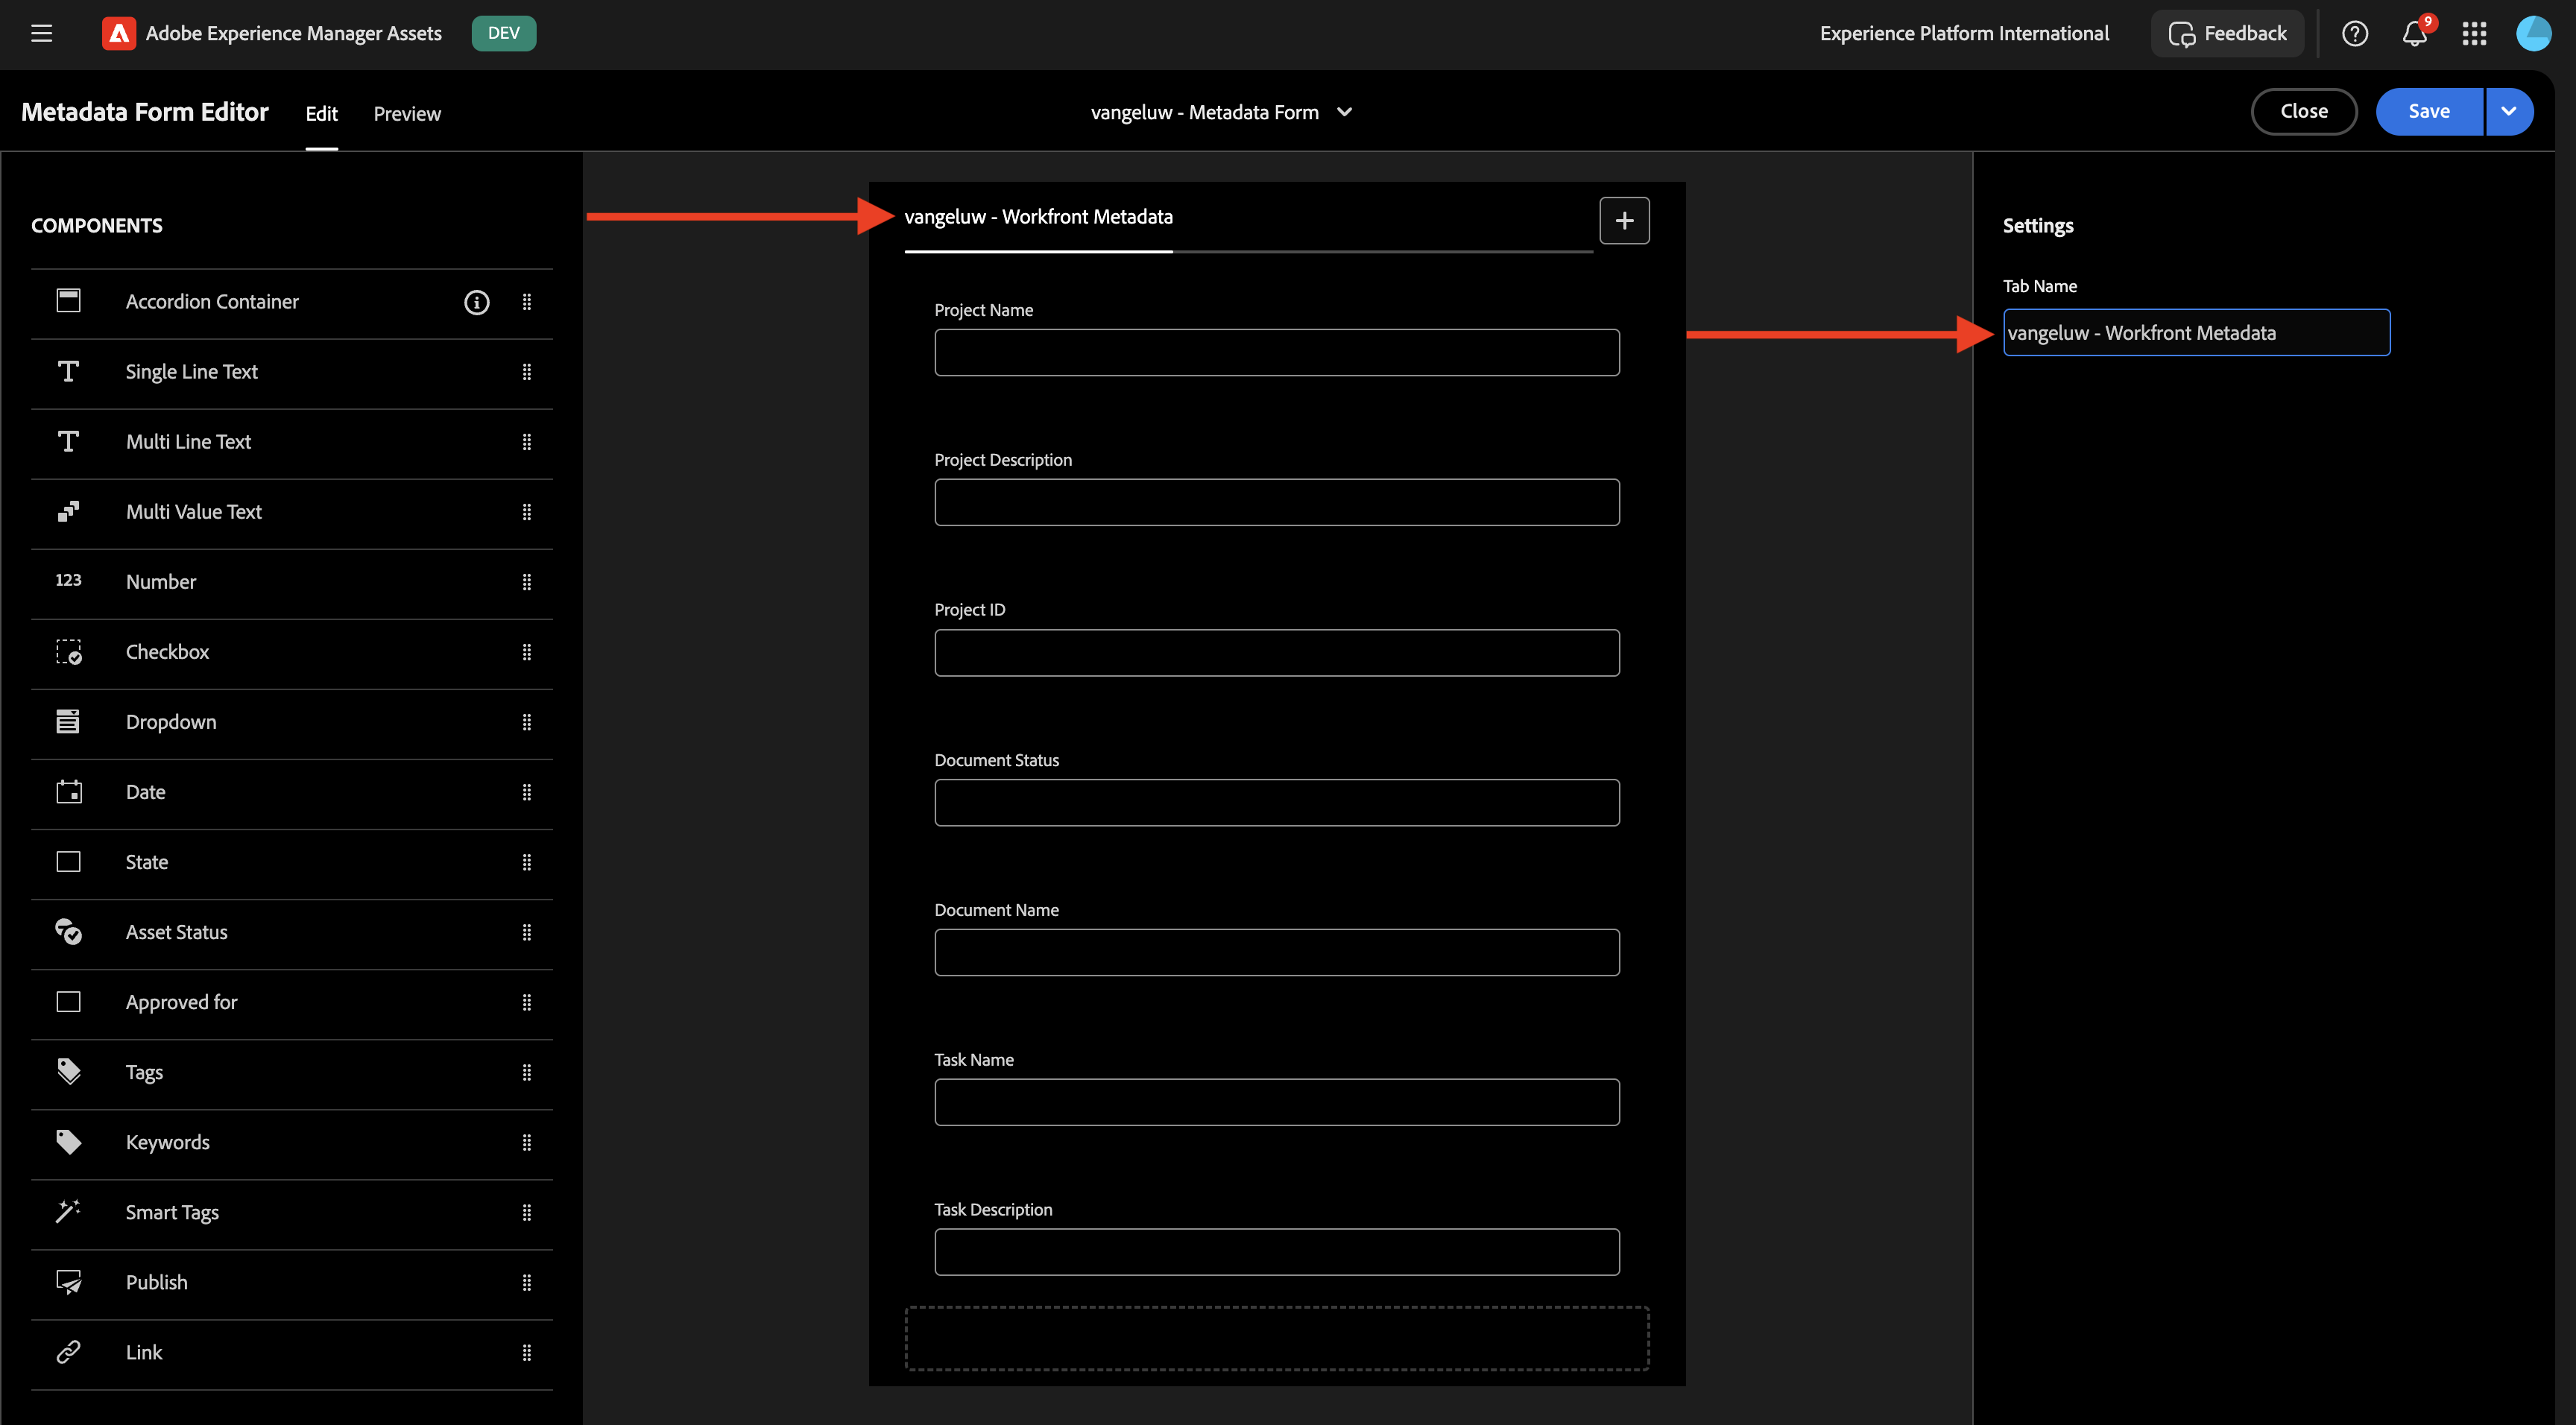 Adobe Experience Manager Assets
DEV
Experience Platform International
Feedback
9
Metadata Form Editor
Edit
Preview
vangeluw - Metadata Form
Close
Save
COMPONENTS
Accordion Container
Single Line Text
Multi Line Text
Multi Value Text
123
Number
Checkbox
Dropdown
Date
State
Asset Status
Approved for
Tags
Keywords
Smart Tags
Publish
Link
vangeluw - Workfront Metadata
Project Name
Project Description
Project ID
Document Status
Document Name
Task Name
Task Description
Settings
Tab Name
vangeluw - Workfront Metadata